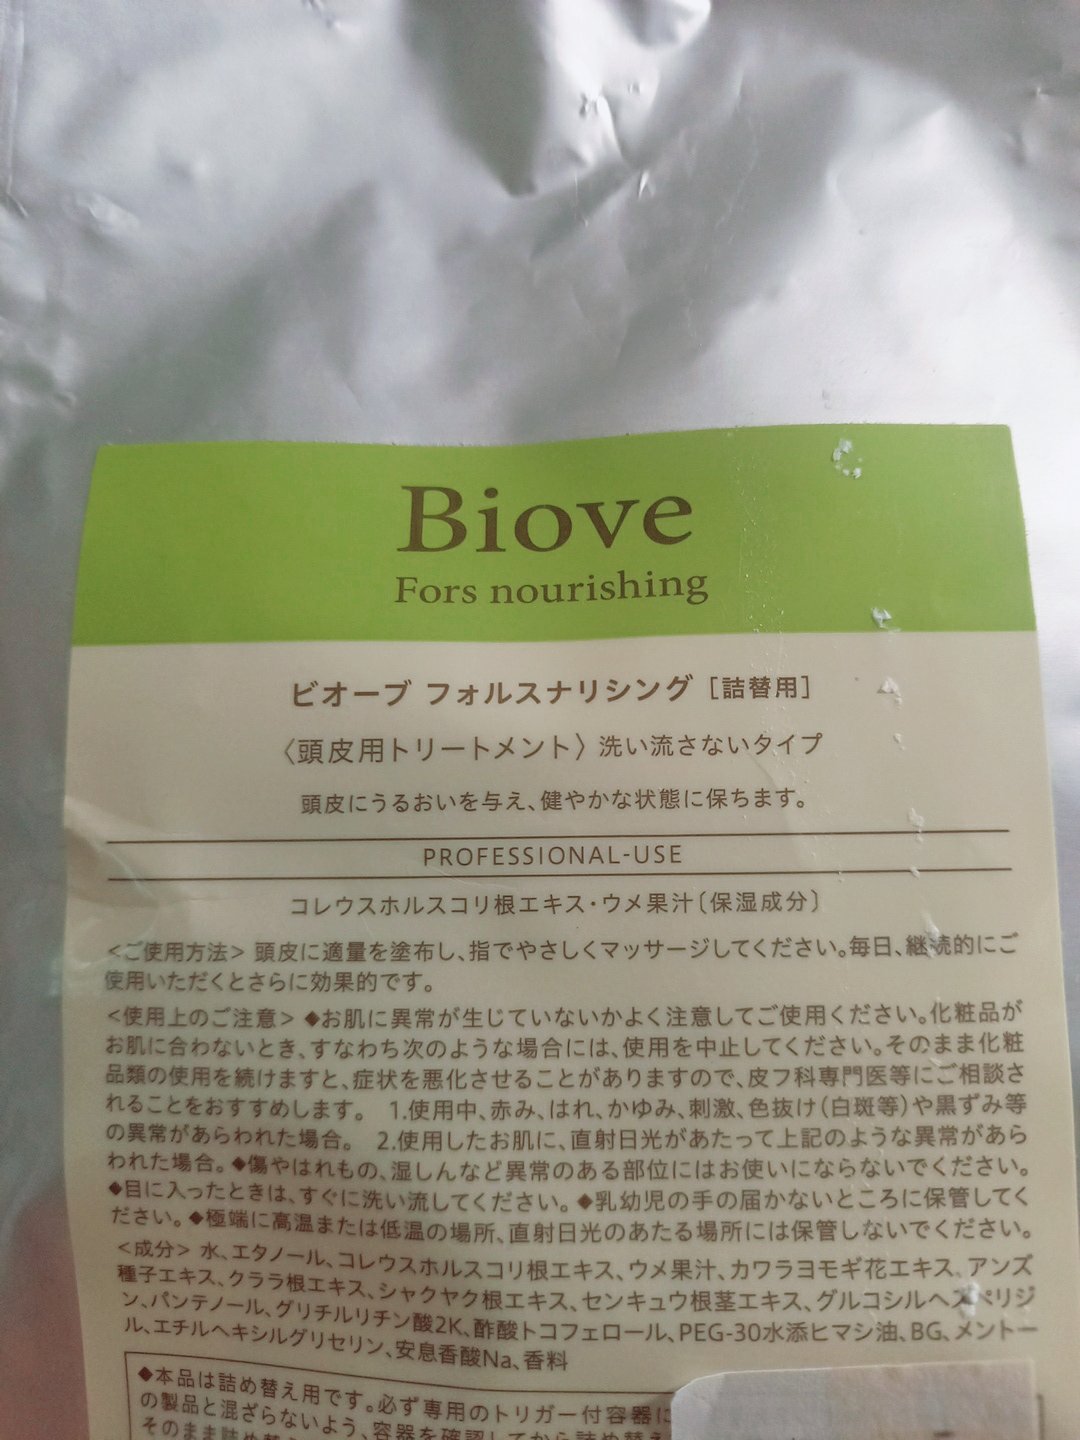 Biove
Fors nourishing
ビオーブ フォルスナリシング［詰替用］
〈頭皮用トリートメント〉洗い流さないタイプ
頭皮にうるおいを与え、健やかな状態に保ちます。
PROFESSIONAL-USE
コレウスホルスコリ根エキス・ウメ果汁〔保湿成分〕
＜ご使用方法＞ 頭皮に適量を塗布し、指でやさしくマッサージしてください。毎日、継続的にご
使用いただくとさらに効果的です。
＜使用上のご注意＞ ◆お肌に異常が生じていないかよく注意してご使用ください。化粧品が
お肌に合わないとき、すなわち次のような場合には、使用を中止してください。そのまま化粧
品類の使用を続けますと、症状を悪化させることがありますので、皮フ科専門医等にご相談さ
れることをおすすめします。 1.使用中、赤み、はれ、かゆみ、刺激、色抜け（白斑等）や黒ずみ等
の異常があらわれた場合。 2.使用したお肌に、直射日光があたって上記のような異常があら
われた場合。◆傷やはれもの、湿しんなど異常のある部位にはお使いにならないでください。
◆目に入ったときは、すぐに洗い流してください。◆乳幼児の手の届かないところに保管してく
ださい。◆極端に高温または低温の場所、直射日光のあたる場所には保管しないでください。
＜成分＞ 水、エタノール、コレウスホルスコリ根エキス、ウメ果汁、カワラヨモギ花エキス、アンズ
種子エキス、クララ根エキス、シャクヤク根エキス、センキュウ根茎エキス、グルコシルヘスペリジ
ン、パンテノール、グリチルリチン酸2K、酢酸トコフェロール、PEG-30水添ヒマシ油、BG、メントー
ル、エチルヘキシルグリセリン、安息香酸Na、香料
◆本品は詰め替え用です。必ず専用のトリガー付容器に
の製品と混ざらないよう、容器を確認してから詰め替え
そのまま詰め替